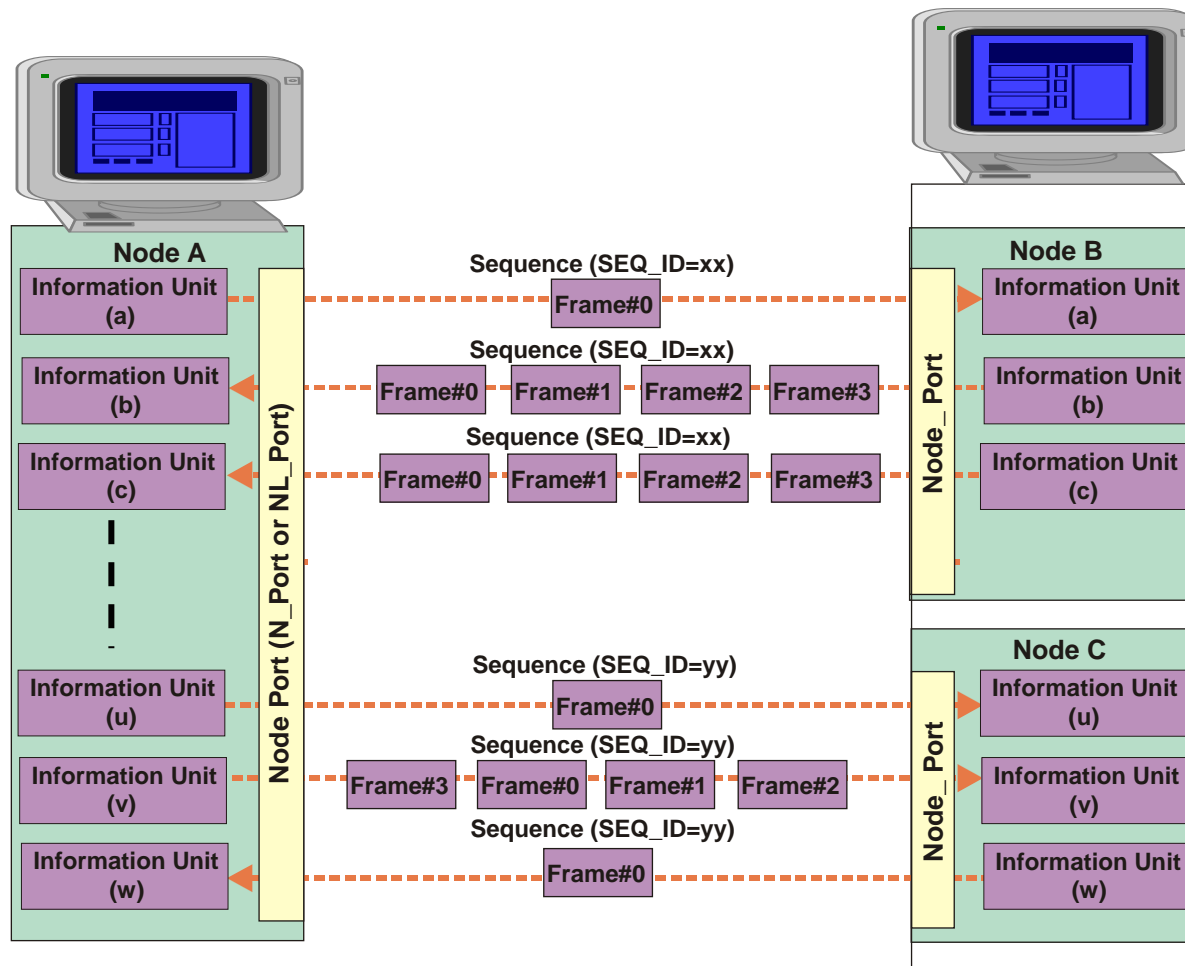 Node A
Node B
Sequence (SEQ_ID=xx)
Information Unit
(a)
Frame#0
Information Unit
(a)
Sequence (SEQ_ID=xx)
Information Unit
(b)
Frame#0
Frame#1
Frame#2
Frame#3
Information Unit
(b)
Sequence (SEQ_ID=xx)
Information Unit
(c)
Frame#0
Frame#1
Frame#2
Frame#3
Information Unit
(c)
Node Port (N_Port or NL_Port)
Node_ Port
Node C
Sequence (SEQ_ID=yy)
Information Unit
(u)
Frame#0
Information Unit
(u)
Sequence (SEQ_ID=yy)
Information Unit
(v)
Frame#3
Frame#0
Frame#1
Frame#2
Information Unit
(v)
Node_ Port
Sequence (SEQ_ID=yy)
Information Unit
(w)
Frame#0
Information Unit
(w)